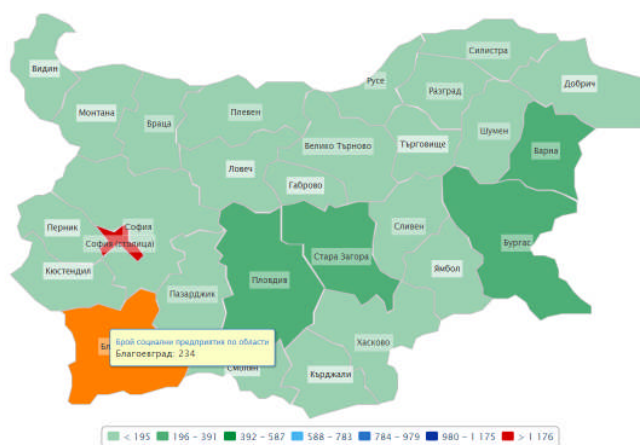 Силистра
Видин
Русе
Добрич
Разград
Монтана
Плевен
Враца
Шумен
Търговище
Велико Търново
Варна
Ловеч
Габрово
Перник
София
Сливен
София (столица)
Бургас
Стара Загора
Кюстендил
Ямбол
Пловдив
Пазарджик
Брой социални предприятия по области
Благоевград: 234
Бл
Хасково
Смолян
Кърджали
< 195 196 - 391 392 - 587 588 - 783 784 - 979 980 - 1 175 > 1 176